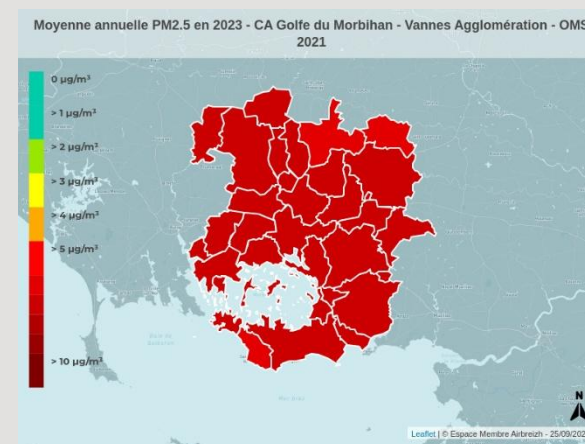 Moyenne annuelle PM2.5 en 2023 - CA Golfe du Morbihan - Vannes Agglomération - OMS
2021
0 µg/m³
> 1 µg/m³
> 2 µg/m³
> 3 µg/m³
> 4 µg/m³
> 5 µg/m³
> 10 µg/m³
N
Leaflet | © Espace Membre Airbreizh - 25/09/202